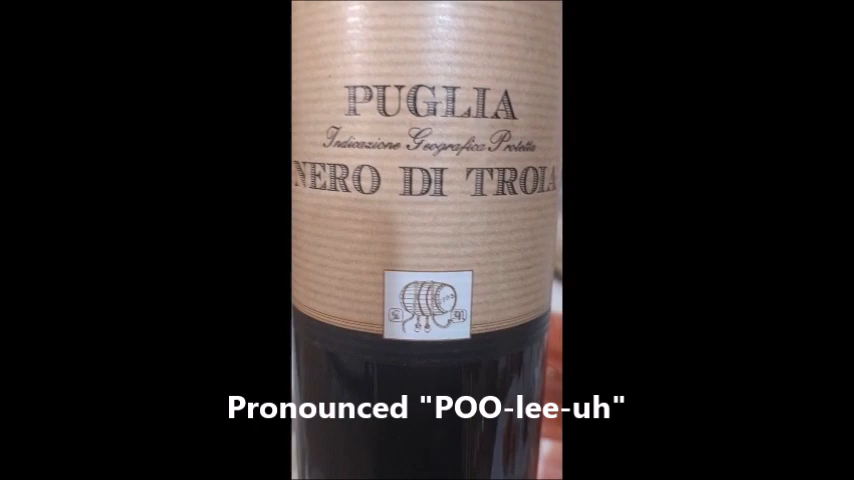 PUGLIA
Indicazione Geografica Protetta
NERO DI TROIA
Pronounced "POO-lee-uh"